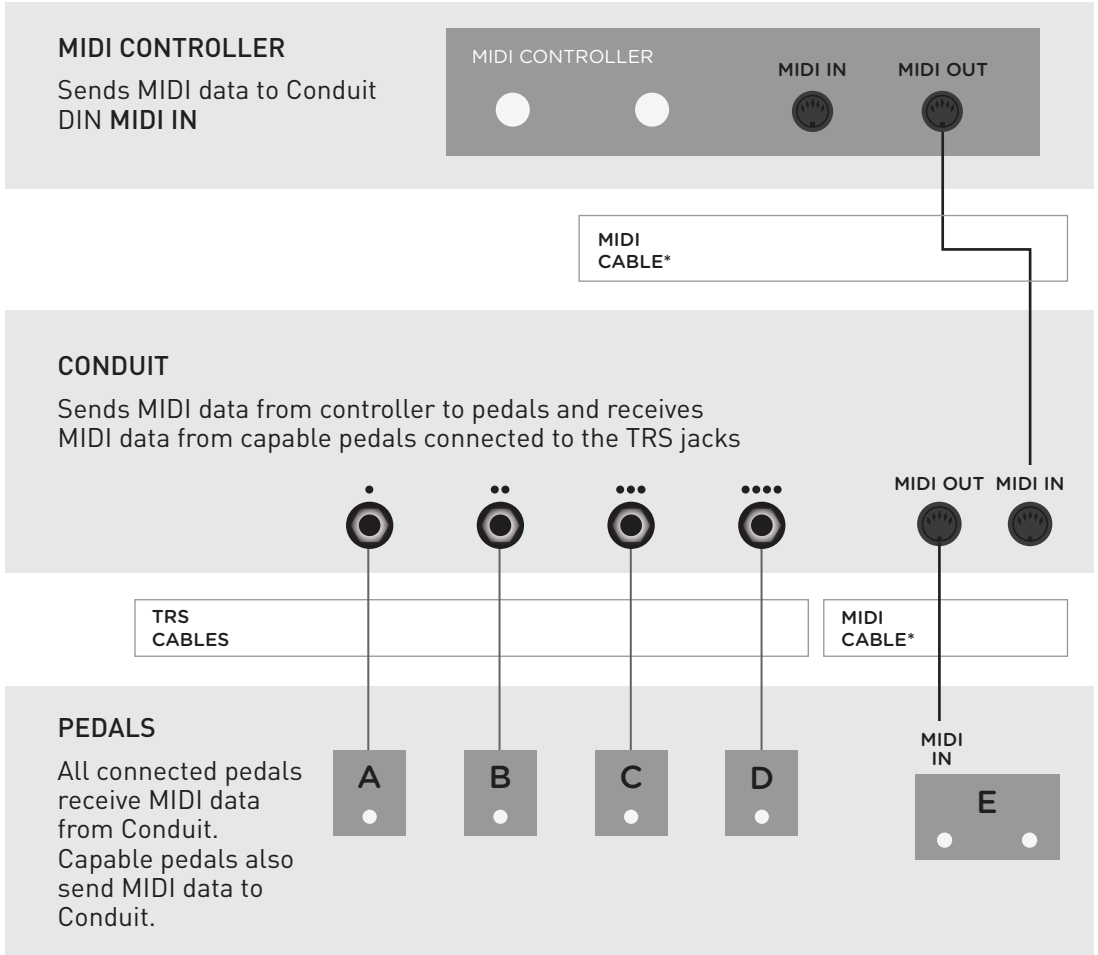 MIDI CONTROLLER
Sends MIDI data to Conduit
DIN MIDI IN
MIDI CONTROLLER
MIDI IN
MIDI OUT
MIDI
CABLE*
CONDUIT
Sends MIDI data from controller to pedals and receives
MIDI data from capable pedals connected to the TRS jacks
MIDI OUT
MIDI IN
TRS
CABLES
MIDI
CABLE*
PEDALS
All connected pedals
receive MIDI data
from Conduit.
Capable pedals also
send MIDI data to
Conduit.
A
B
C
D
MIDI
IN
E